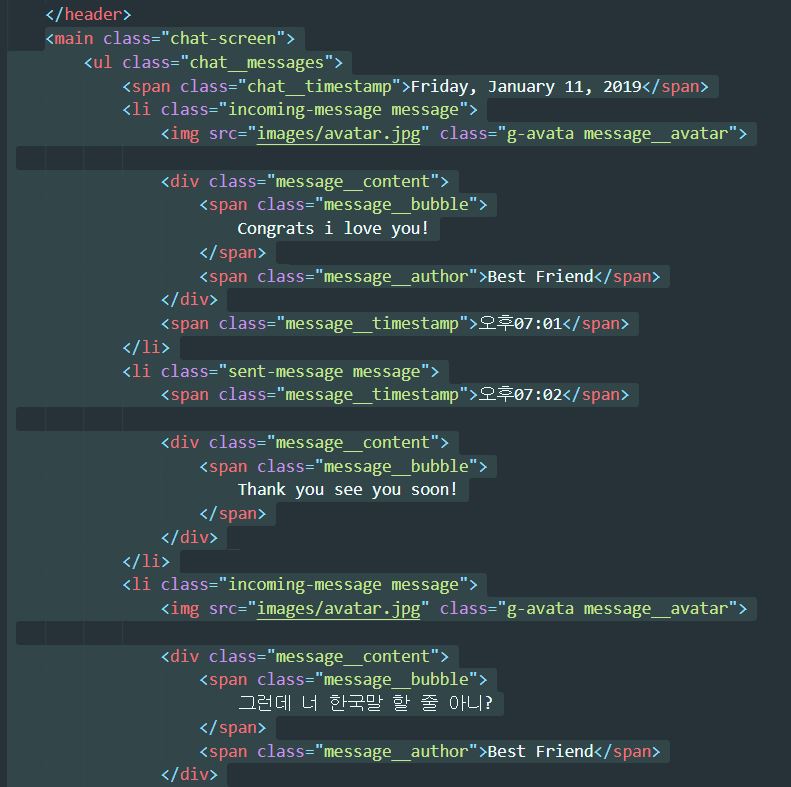 </header>
<main class="chat-screen">
<ul class="chat__messages">
<span class="chat__timestamp">Friday, January 11, 2019</span>
<li class="incoming-message message">
<img src="images/avatar.jpg" class="g-avata message__avatar">
<div class="message__content">
<span class="message__bubble">
Congrats i love you!
</span>
<span class="message__author">Best Friend</span>
</div>
<span class="message__timestamp">오후07:01</span>
</li>
<li class="sent-message message">
<span class="message__timestamp">오후07:02</span>
<div class="message__content">
<span class="message__bubble">
Thank you see you soon!
</span>
</div>
</li>
<li class="incoming-message message">
<img src="images/avatar.jpg" class="g-avata message__avatar">
<div class="message__content">
<span class="message__bubble">
그런데 너 한국말 할 줄 아니?
</span>
<span class="message__author">Best Friend</span>
</div>